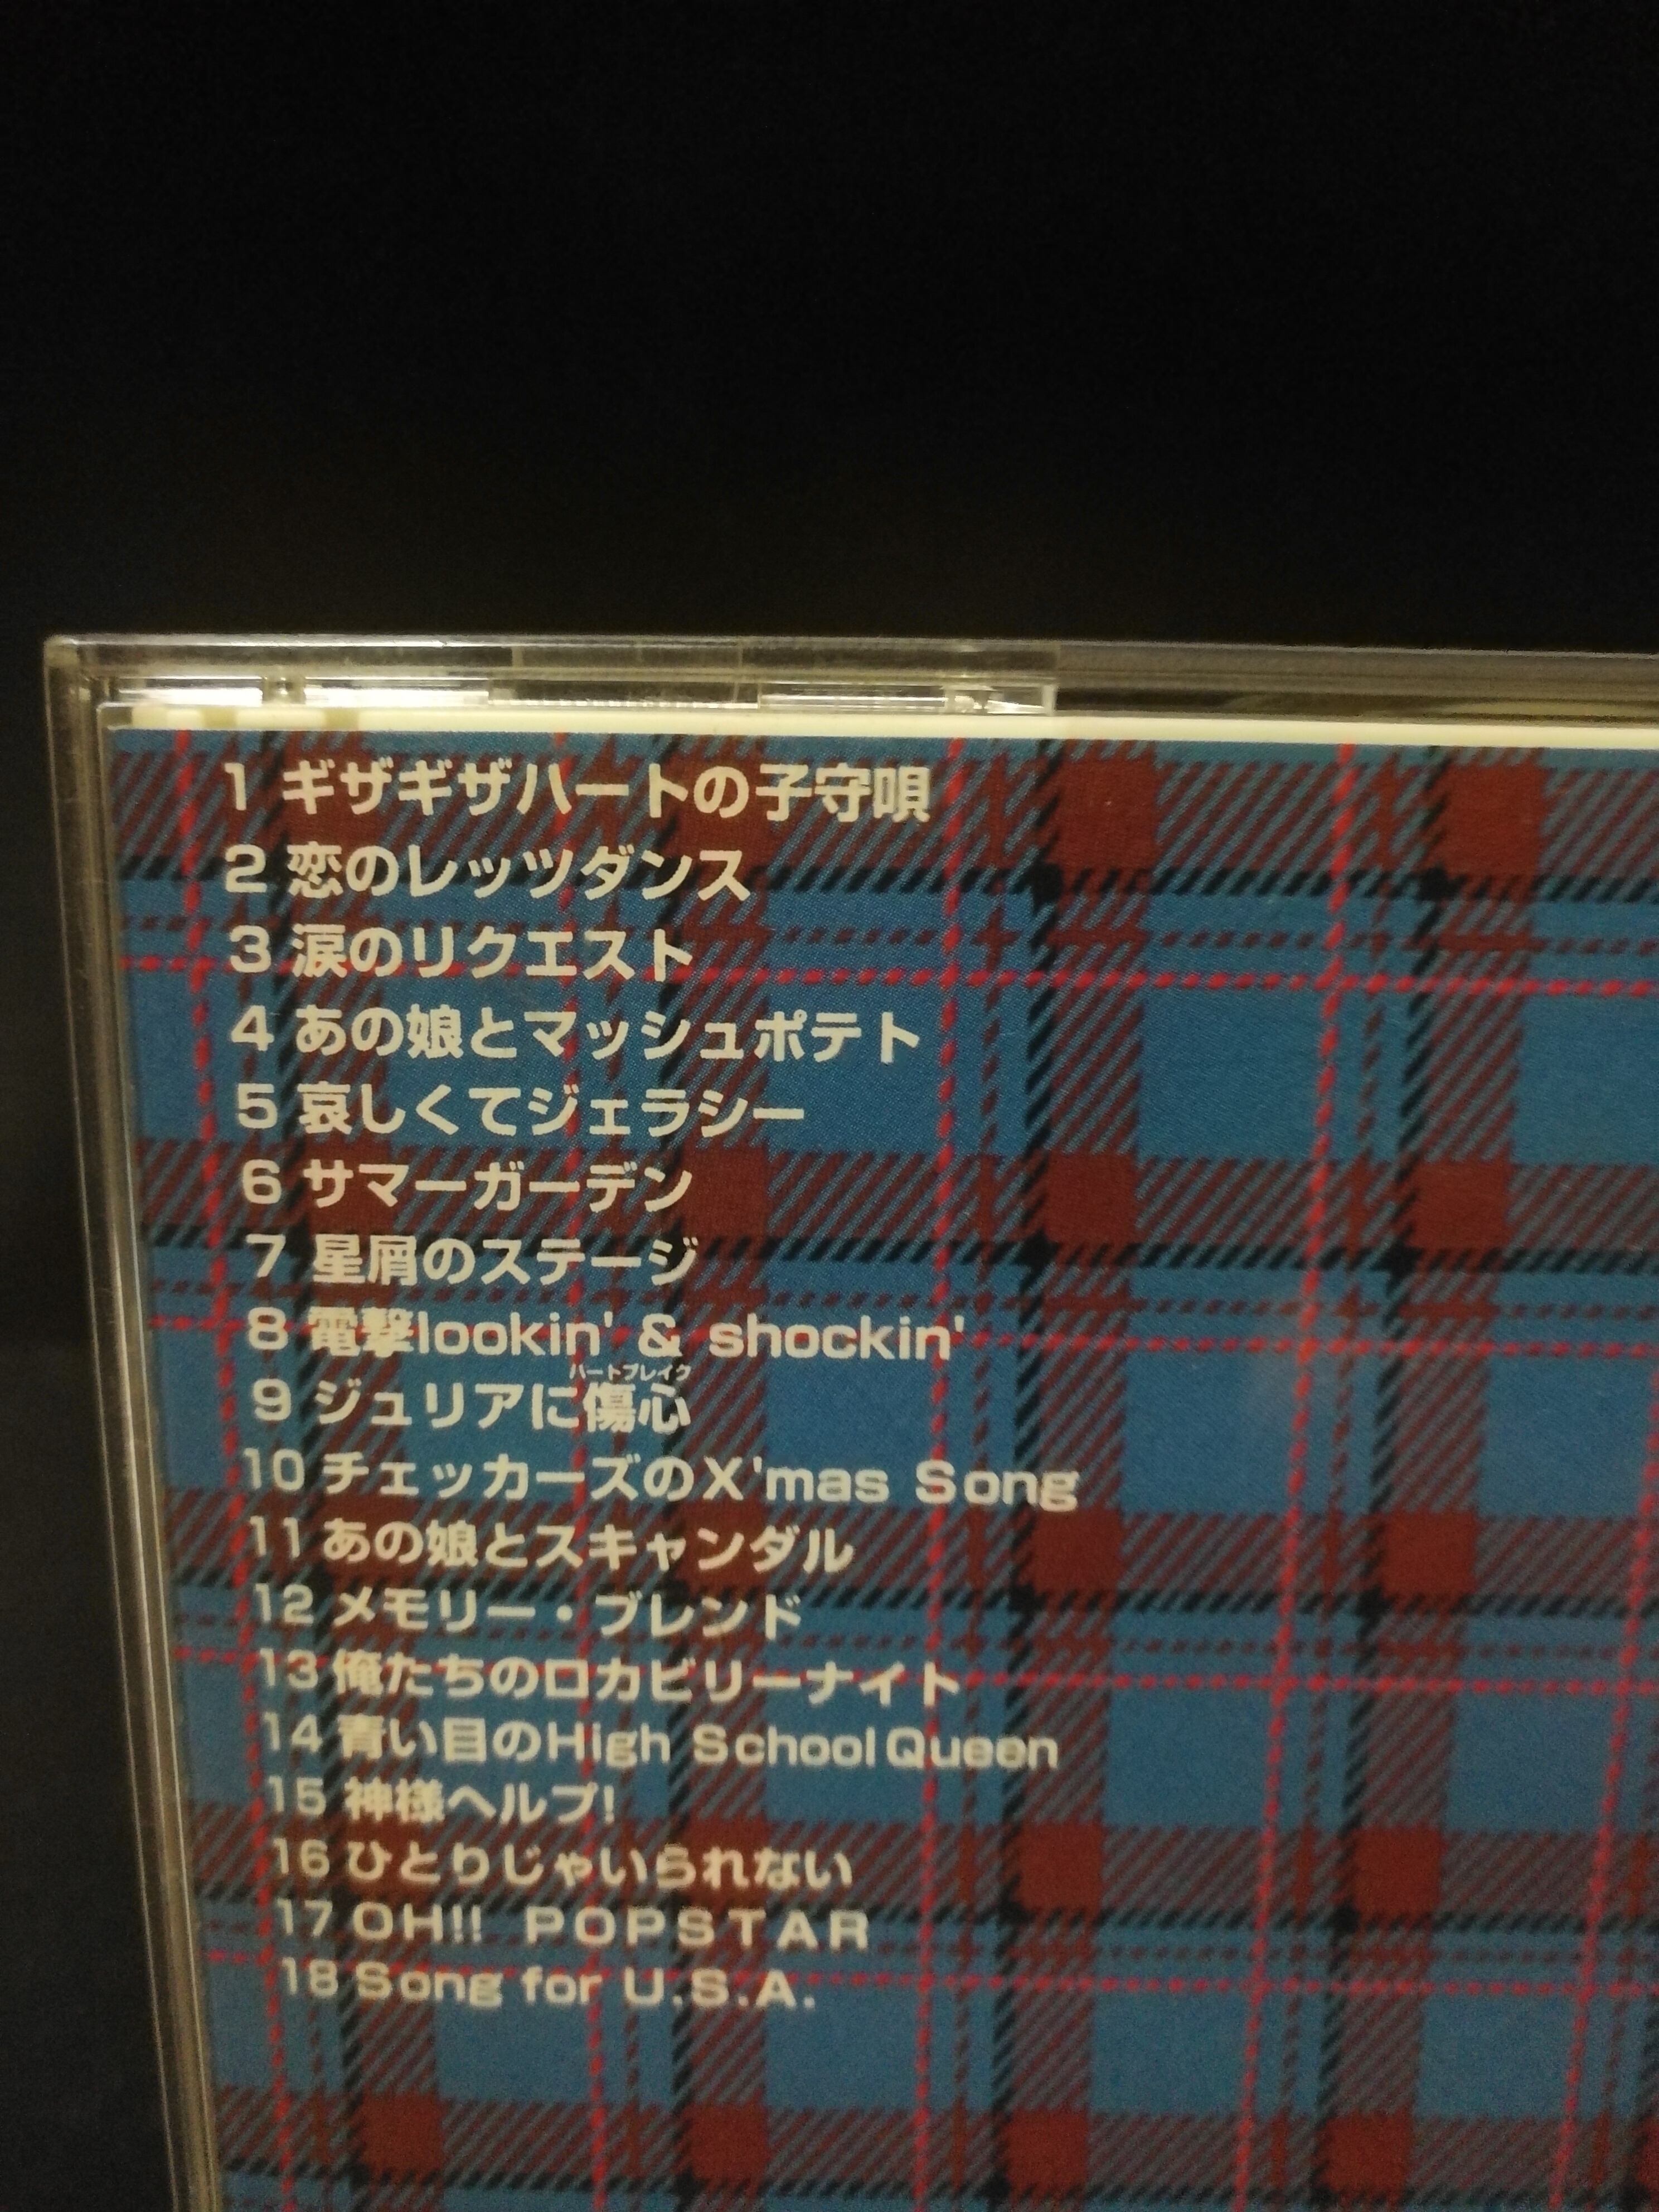 1 ギザギザハートの子守唄
2 恋のレッツダンス
3 涙のリクエスト
4 あの娘とマッシュポテト
5 哀しくてジェラシー
6 サマーガーデン
7 星屑のステージ
8 電撃lookin' & shockin'
ハートブレイク
9 ジュリアに傷心
10 チェッカーズのX'mas Song
11 あの娘とスキャンダル
12 メモリー・ブレンド
13 俺たちのロカビリーナイト
14 青い目のHigh School Queen
15 神様ヘルプ!
16 ひとりじゃいられない
17 OH!! POPSTAR
18 Song for U.S.A.